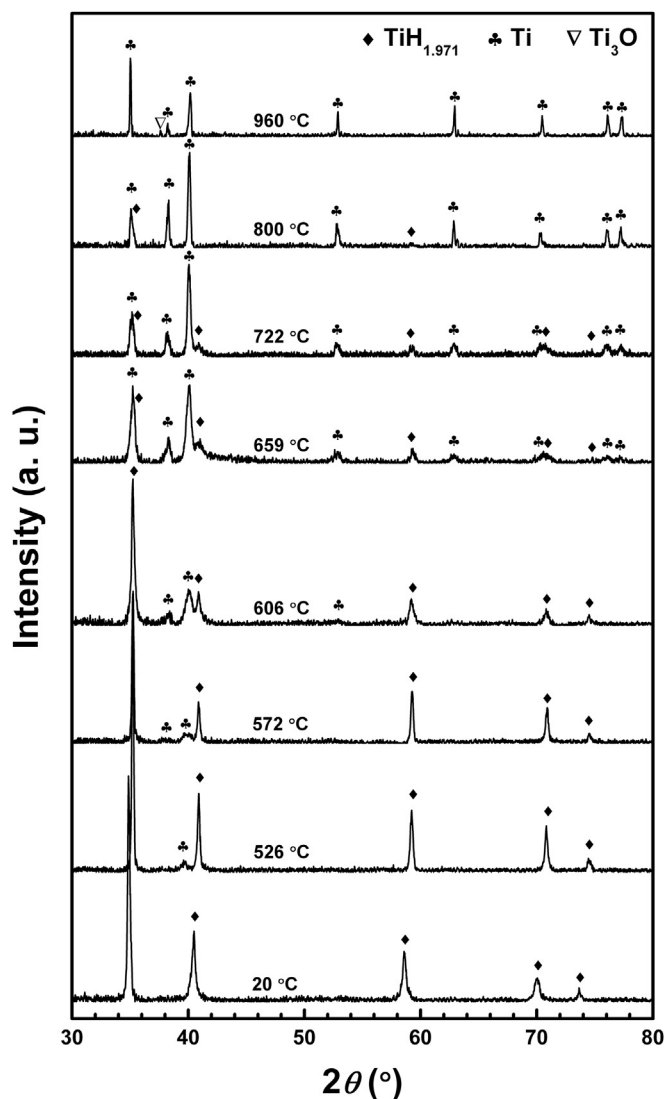 ♦ TiH1.971 ♣ Ti ▽ Ti3O
960 °C
800 °C
722 °C
659 °C
606 °C
572 °C
526 °C
20 °C
Intensity (a. u.)
30 40 50 60 70 80
2θ (°)